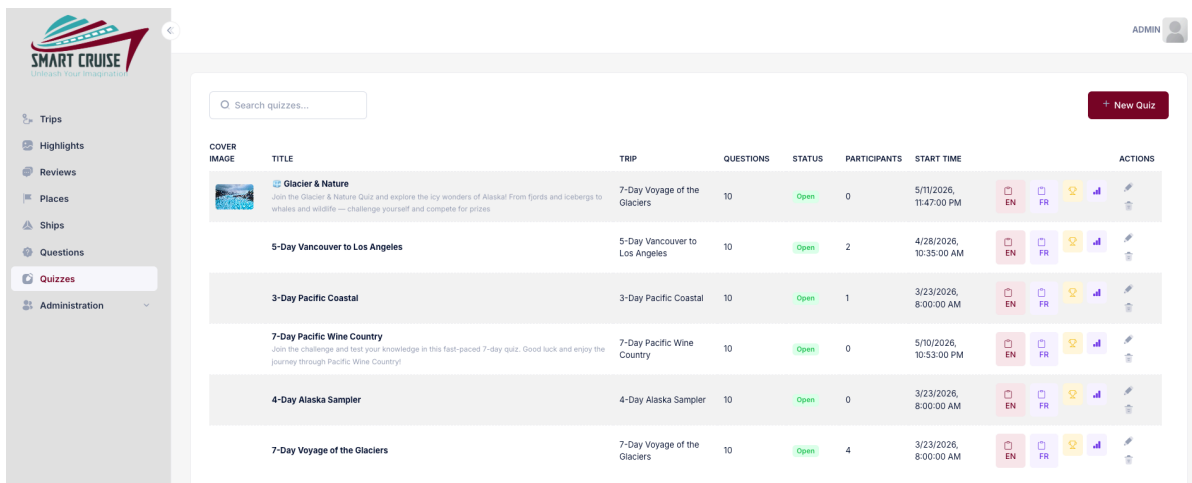 SMART CRUISE
Unleash Your Imagination
ADMIN
Trips
Highlights
Reviews
Places
Ships
Questions
Quizzes
Administration
Search quizzes...
+ New Quiz
COVER IMAGE TITLE TRIP QUESTIONS STATUS PARTICIPANTS START TIME ACTIONS
Glacier & Nature
Join the Glacier & Nature Quiz and explore the icy wonders of Alaska! From fjords and icebergs to
whales and wildlife — challenge yourself and compete for prizes
7-Day Voyage of the
Glaciers
10 Open 0
5/11/2026,
11:47:00 PM
EN FR
5-Day Vancouver to Los Angeles
5-Day Vancouver to
Los Angeles
10 Open 2
4/28/2026,
10:35:00 AM
EN FR
3-Day Pacific Coastal
3-Day Pacific Coastal
10 Open 1
3/23/2026,
8:00:00 AM
EN FR
7-Day Pacific Wine Country
Join the challenge and test your knowledge in this fast-paced 7-day quiz. Good luck and enjoy the
journey through Pacific Wine Country!
7-Day Pacific Wine
Country
10 Open 0
5/10/2026,
10:53:00 PM
EN FR
4-Day Alaska Sampler
4-Day Alaska Sampler
10 Open 0
3/23/2026,
8:00:00 AM
EN FR
7-Day Voyage of the Glaciers
7-Day Voyage of the
Glaciers
10 Open 4
3/23/2026,
8:00:00 AM
EN FR